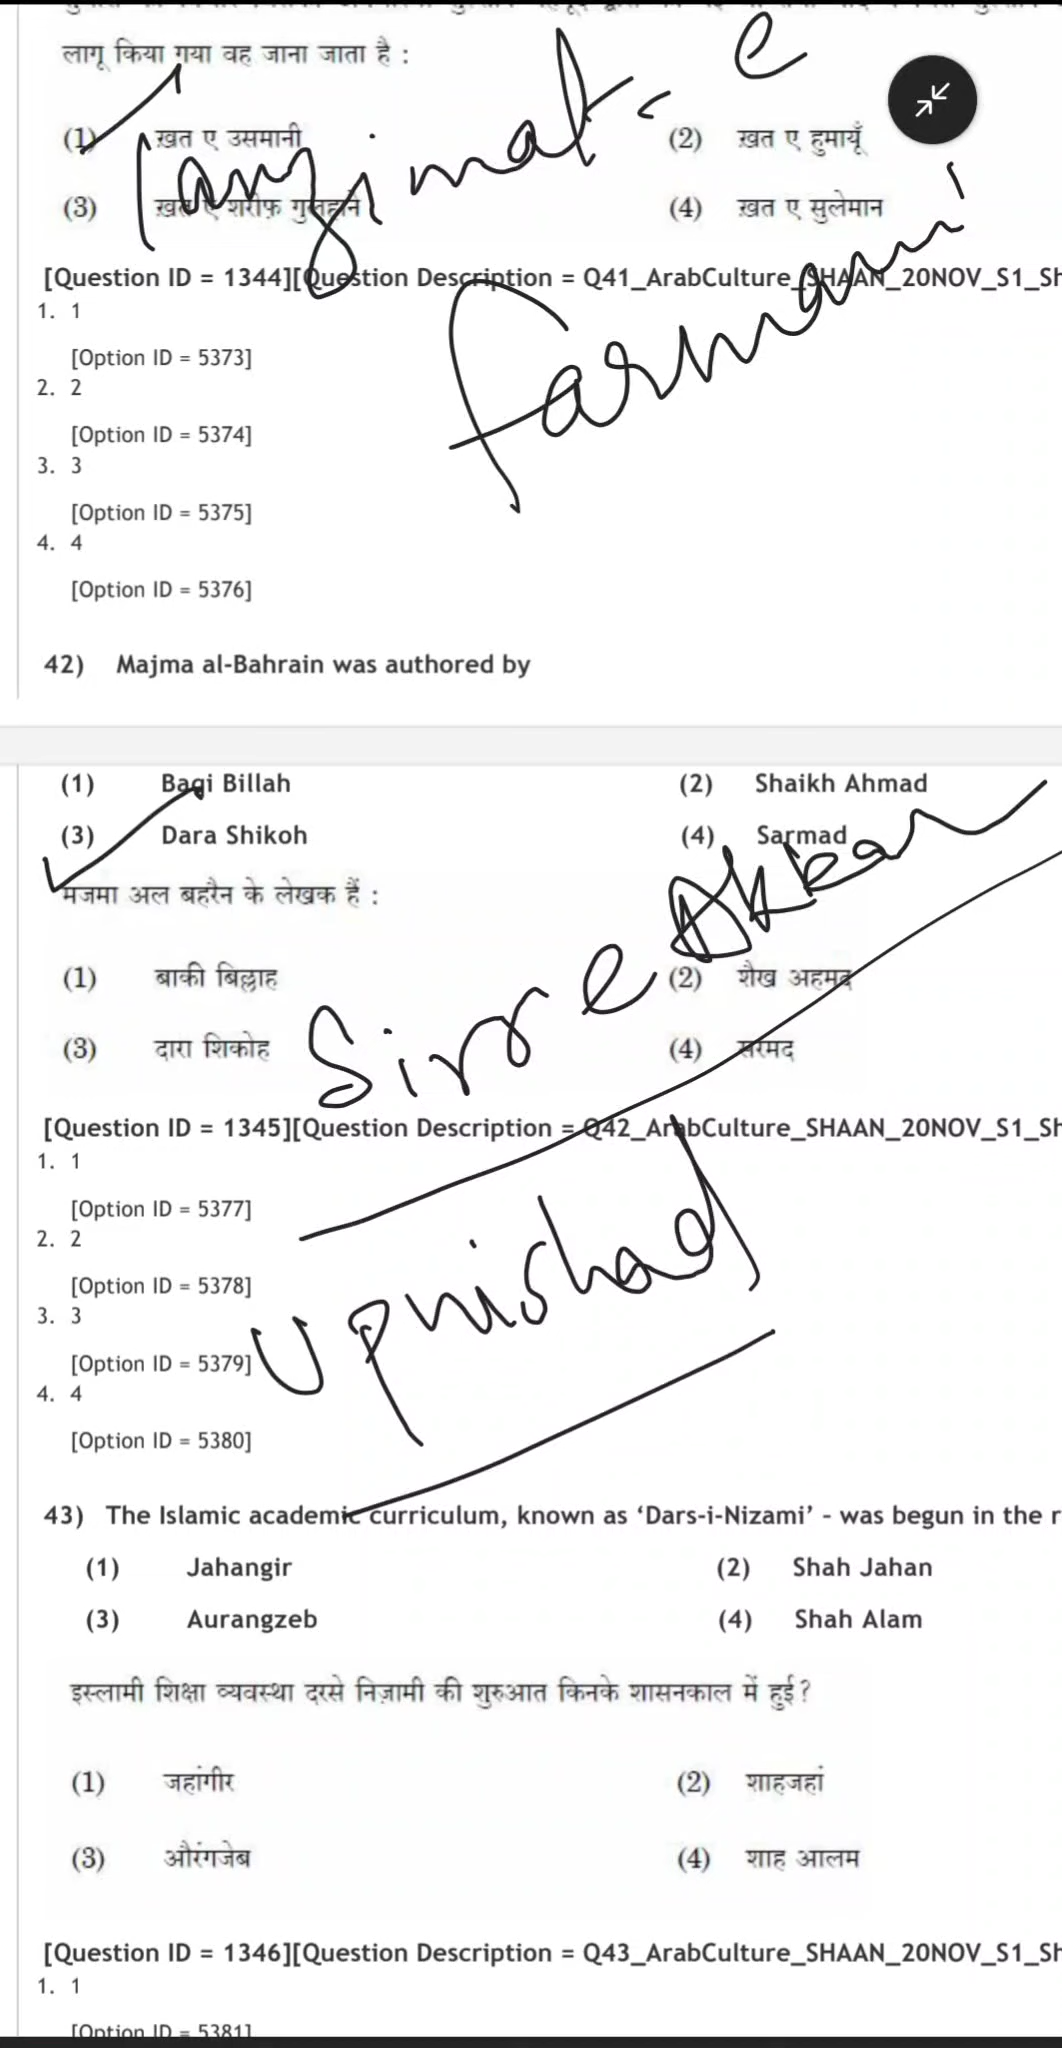 लागू किया गया वह जाना जाता है :
(1) ख़त ए उसमानी (2) ख़त ए हुमायूँ
(3) ख़त ए शरीफ़ गुलहाने (4) ख़त ए सुलेमान
Tanzimat-e
Farmani
[Question ID = 1344][Question Description = Q41_ArabCulture_SHAAN_20NOV_S1_Sh
1. 1
[Option ID = 5373]
2. 2
[Option ID = 5374]
3. 3
[Option ID = 5375]
4. 4
[Option ID = 5376]
42) Majma al-Bahrain was authored by
(1) Baqi Billah (2) Shaikh Ahmad
(3) Dara Shikoh (4) Sarmad
मजमा अल बहरैन के लेखक हैं :
(1) बाकी बिल्लाह (2) शैख अहमद
(3) दारा शिकोह (4) सरमद
Sirre Akbar
[Question ID = 1345][Question Description = Q42_ArabCulture_SHAAN_20NOV_S1_Sh
1. 1
[Option ID = 5377]
2. 2
[Option ID = 5378]
3. 3
[Option ID = 5379]
4. 4
[Option ID = 5380]
Upnishad
43) The Islamic academic curriculum, known as ‘Dars-i-Nizami’ - was begun in the r
(1) Jahangir (2) Shah Jahan
(3) Aurangzeb (4) Shah Alam
इस्लामी शिक्षा व्यवस्था दरसे निज़ामी की शुरुआत किनके शासनकाल में हुई?
(1) जहांगीर (2) शाहजहां
(3) औरंगजेब (4) शाह आलम
[Question ID = 1346][Question Description = Q43_ArabCulture_SHAAN_20NOV_S1_Sh
1. 1
[Option ID = 5381]